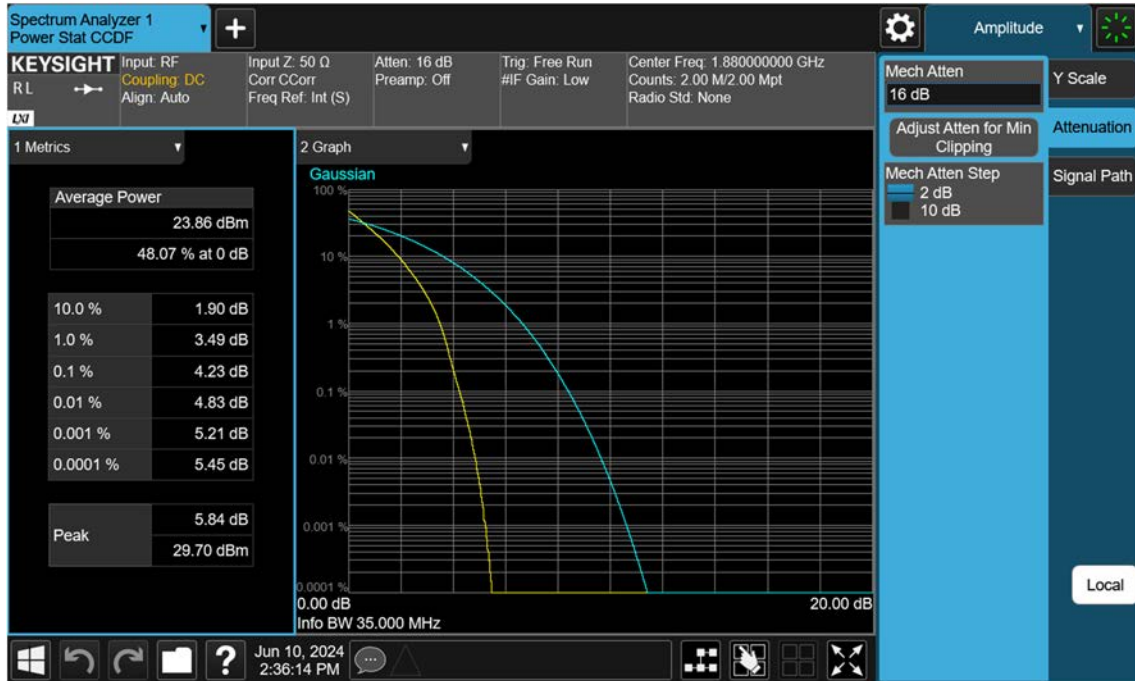 Spectrum Analyzer 1
Power Stat CCDF
Amplitude
KEYSIGHT
RL
LXI
Input: RF
Coupling: DC
Align: Auto
Input Z: 50 Ω
Corr CCorr
Freq Ref: Int (S)
Atten: 16 dB
Preamp: Off
Trig: Free Run
#IF Gain: Low
Center Freq: 1.880000000 GHz
Counts: 2.00 M/2.00 Mpt
Radio Std: None
1 Metrics
Average Power
23.86 dBm
48.07 % at 0 dB
10.0 % 1.90 dB
1.0 % 3.49 dB
0.1 % 4.23 dB
0.01 % 4.83 dB
0.001 % 5.21 dB
0.0001 % 5.45 dB
Peak
5.84 dB
29.70 dBm
2 Graph
Gaussian
100 %
10 %
1 %
0.1 %
0.01 %
0.001 %
0.0001 %
0.00 dB 20.00 dB
Info BW 35.000 MHz
Mech Atten
16 dB
Adjust Atten for Min
Clipping
Mech Atten Step
2 dB
10 dB
Y Scale
Attenuation
Signal Path
Local
?
Jun 10, 2024
2:36:14 PM